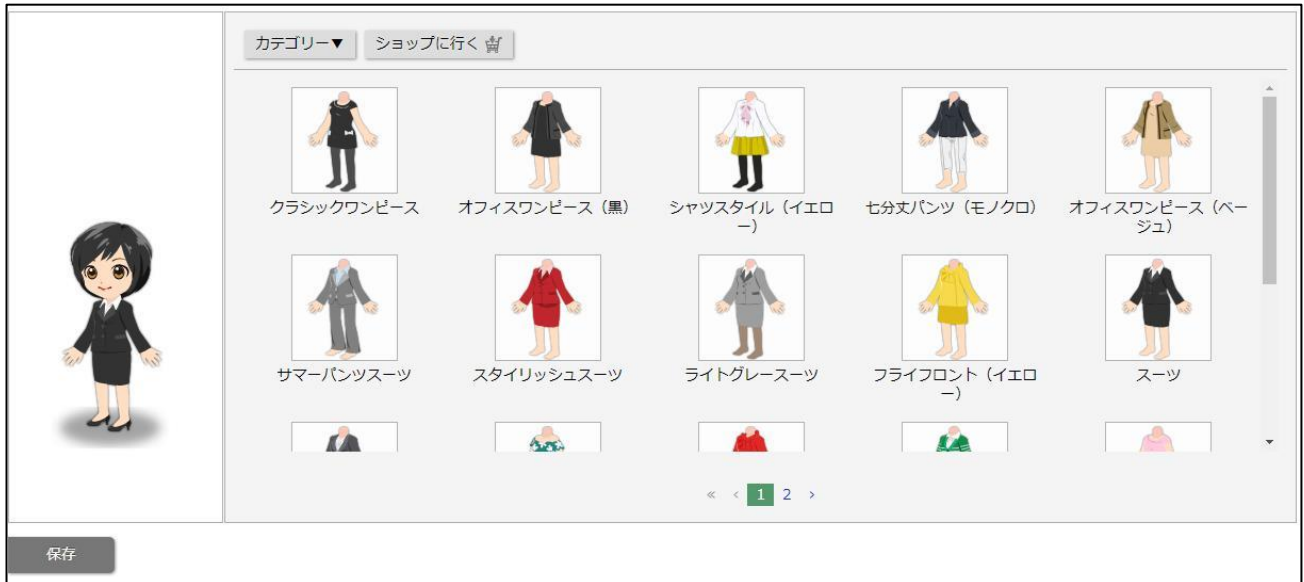 カテゴリー▼ ショップに行く
クラシックワンピース オフィスワンピース（黒） シャツスタイル（イエロ 七分丈パンツ（モノクロ） オフィスワンピース（ベー
ー） ジュ）
サマーパンツスーツ スタイリッシュスーツ ライトグレースーツ フライフロント（イエロ スーツ
ー）
« ‹ 1 2 ›
保存